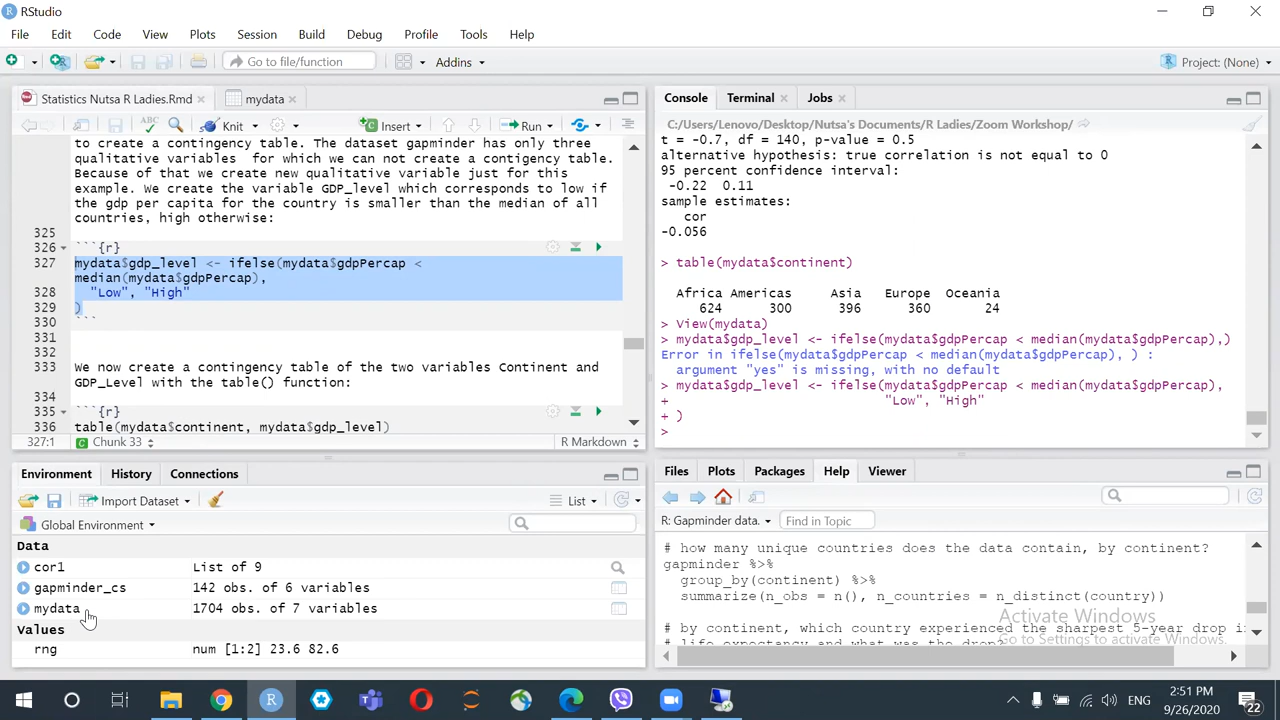 RStudio
File Edit Code View Plots Session Build Debug Profile Tools Help
Go to file/function Addins Project: (None)
Statistics Nutsa R Ladies.Rmd mydata
ABC Knit Insert Run
to create a contingency table. The dataset gapminder has only three
qualitative variables for which we can not create a contigency table.
Because of that we create new qualitative variable just for this
example. We create the variable GDP_level which corresponds to low if
the gdp per capita for the country is smaller than the median of all
countries, high otherwise:
325
326 ```{r}
327 mydata$gdp_level <- ifelse(mydata$gdpPercap <
median(mydata$gdpPercap),
328 "Low", "High"
329 )
330 ```
331
332
333 We now create a contingency table of the two variables Continent and
GDP_Level with the table() function:
334
335 ```{r}
336 table(mydata$continent, mydata$gdp_level)
327:1 Chunk 33 R Markdown
Environment History Connections
Import Dataset List
Global Environment
Data
cor1 List of 9
gapminder_cs 142 obs. of 6 variables
mydata 1704 obs. of 7 variables
Values
rng num [1:2] 23.6 82.6
Console Terminal Jobs
C:/Users/Lenovo/Desktop/Nutsa's Documents/R Ladies/Zoom Workshop/
t = -0.7, df = 140, p-value = 0.5
alternative hypothesis: true correlation is not equal to 0
95 percent confidence interval:
-0.22 0.11
sample estimates:
cor
-0.056
> table(mydata$continent)
Africa Americas Asia Europe Oceania
624 300 396 360 24
> View(mydata)
> mydata$gdp_level <- ifelse(mydata$gdpPercap < median(mydata$gdpPercap),)
Error in ifelse(mydata$gdpPercap < median(mydata$gdpPercap), ) :
argument "yes" is missing, with no default
> mydata$gdp_level <- ifelse(mydata$gdpPercap < median(mydata$gdpPercap),
+ "Low", "High"
+ )
>
Files Plots Packages Help Viewer
R: Gapminder data. Find in Topic
# how many unique countries does the data contain, by continent?
gapminder %>%
group_by(continent) %>%
summarize(n_obs = n(), n_countries = n_distinct(country))
# by continent, which country experienced the sharpest 5-year drop i
# life expectancy and what was the drop?
Activate Windows
Go to Settings to activate Windows.
ENG
2:51 PM
9/26/2020
22